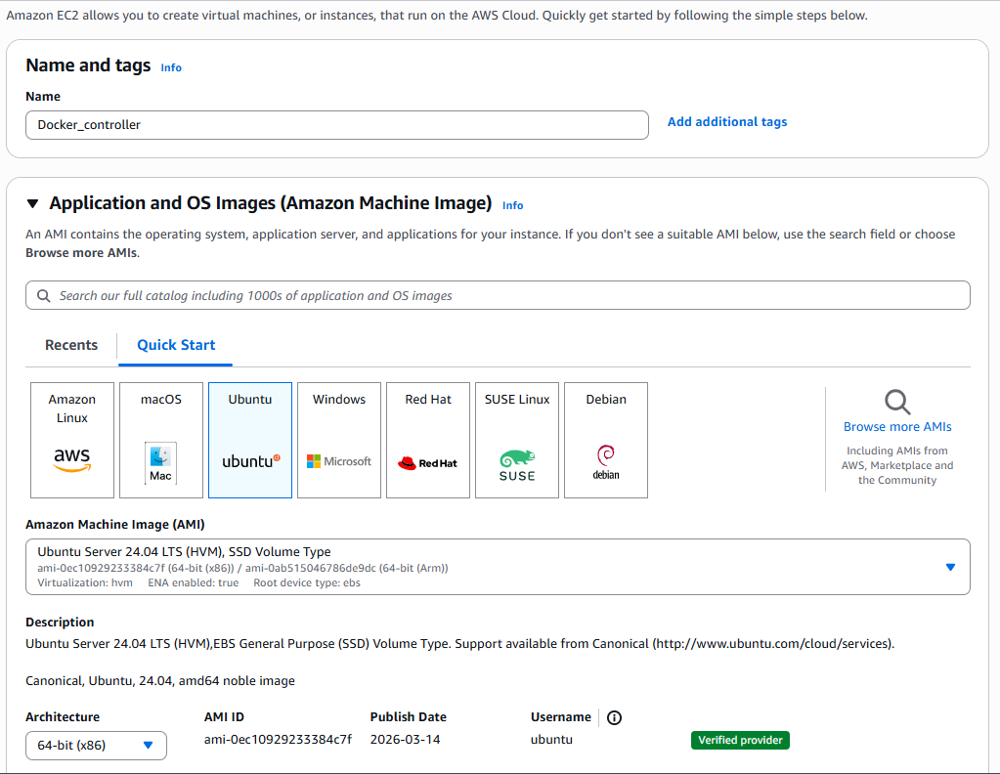 Amazon EC2 allows you to create virtual machines, or instances, that run on the AWS Cloud. Quickly get started by following the simple steps below.
Name and tags Info
Name
Docker_controller
Add additional tags
Application and OS Images (Amazon Machine Image) Info
An AMI contains the operating system, application server, and applications for your instance. If you don't see a suitable AMI below, use the search field or choose
Browse more AMIs.
Search our full catalog including 1000s of application and OS images
Recents
Quick Start
Amazon
Linux
aws
macOS
Mac
Ubuntu
ubuntu
Windows
Microsoft
Red Hat
Red Hat
SUSE Linux
SUSE
Debian
debian
Browse more AMIs
Including AMIs from
AWS, Marketplace and
the Community
Amazon Machine Image (AMI)
Ubuntu Server 24.04 LTS (HVM), SSD Volume Type
ami-0ec10929233384c7f (64-bit (x86)) / ami-0ab515046786de9dc (64-bit (Arm))
Virtualization: hvm ENA enabled: true Root device type: ebs
Description
Ubuntu Server 24.04 LTS (HVM),EBS General Purpose (SSD) Volume Type. Support available from Canonical (http://www.ubuntu.com/cloud/services).
Canonical, Ubuntu, 24.04, amd64 noble image
Architecture
64-bit (x86)
AMI ID
ami-0ec10929233384c7f
Publish Date
2026-03-14
Username
ubuntu
Verified provider